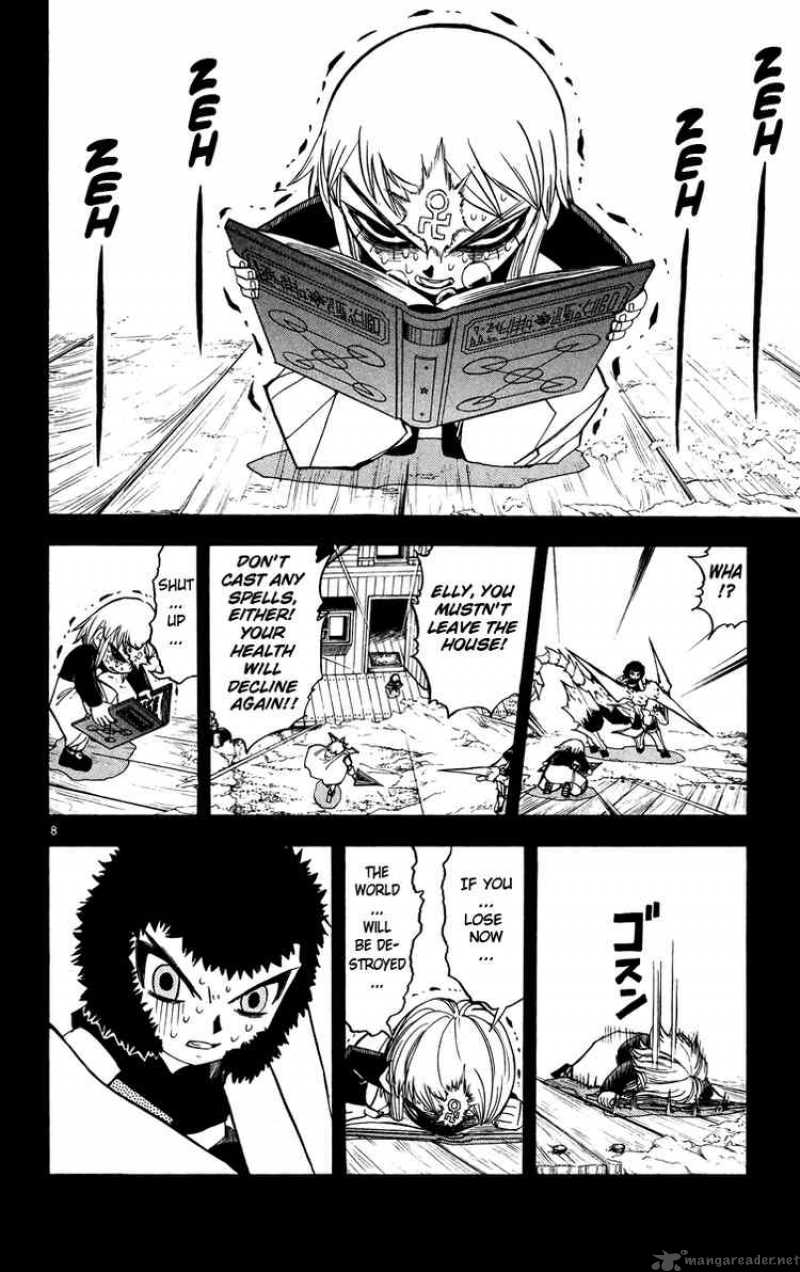 ZEH
ZEH
ZEH
ZEH
WHA
!?
ELLY, YOU
MUSTN'T
LEAVE THE
HOUSE!
DON'T
CAST ANY
SPELLS,
EITHER!
YOUR
HEALTH
WILL
DECLINE
AGAIN!!
SHUT
...
UP
...
8
ゴスン
IF YOU
...
LOSE
NOW
...
THE
WORLD
...
WILL
BE DE-
STROYED
...
mangareader.net